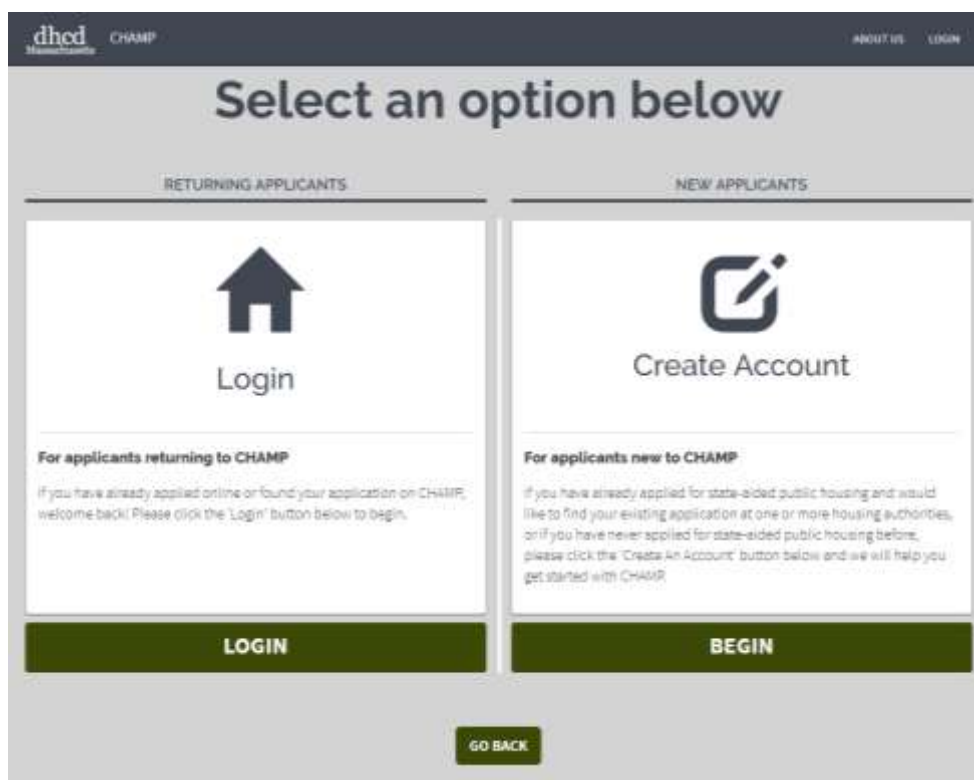 dhcd
Massachusetts
CHAMP
ABOUT US
LOGIN
Select an option below
RETURNING APPLICANTS
NEW APPLICANTS
Login
For applicants returning to CHAMP
If you have already applied online or found your application on CHAMP,
welcome back! Please click the 'Login' button below to begin.
LOGIN
Create Account
For applicants new to CHAMP
If you have already applied for state-aided public housing and would
like to find your existing application at one or more housing authorities,
or if you have never applied for state-aided public housing before,
please click the 'Create An Account' button below and we will help you
get started with CHAMP.
BEGIN
GO BACK